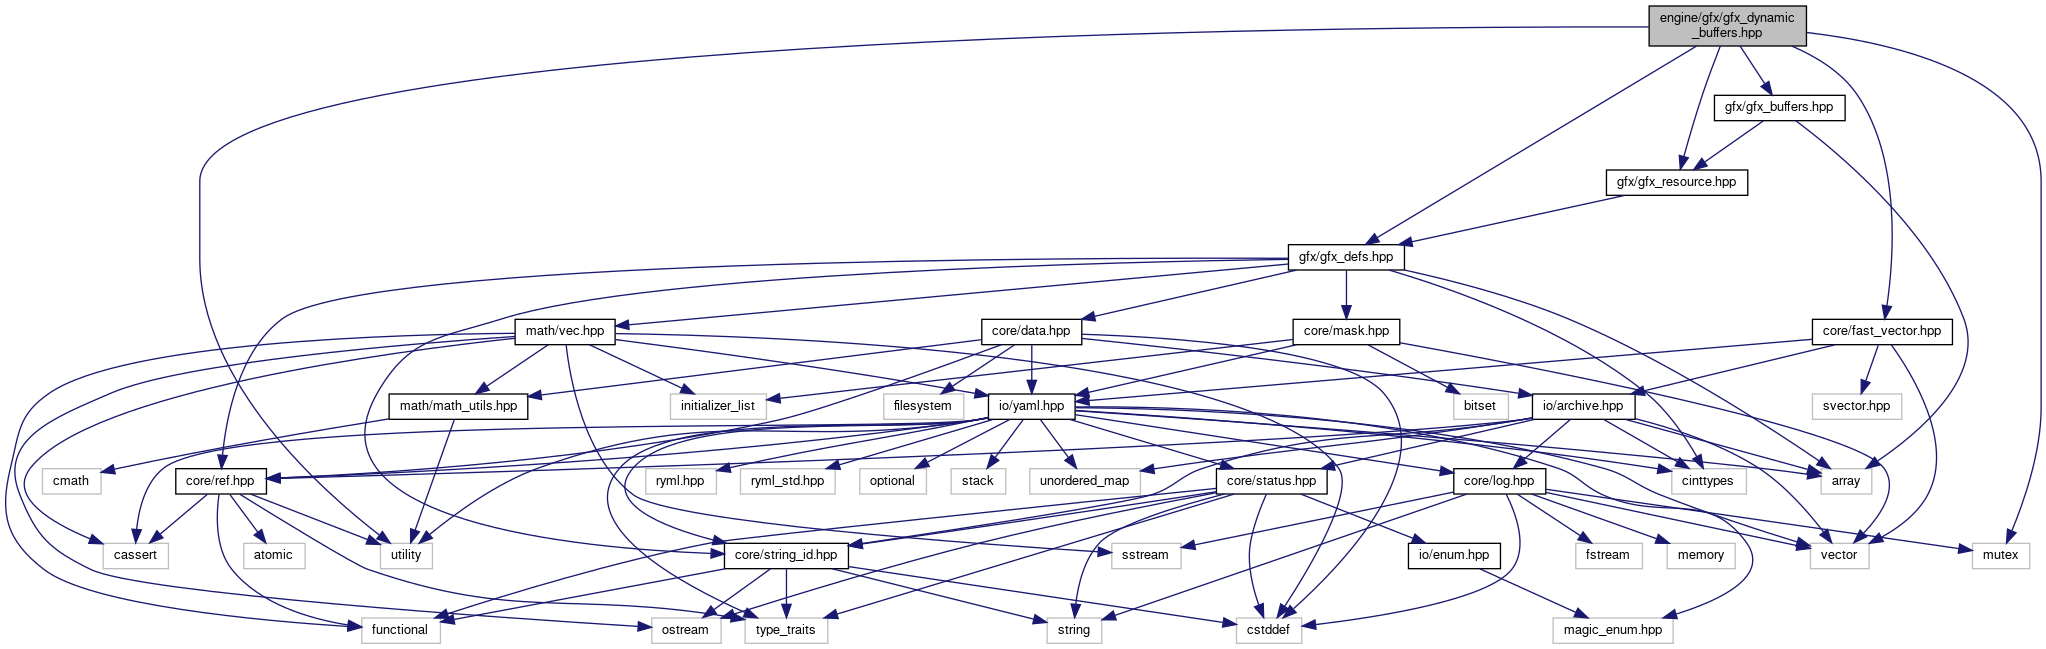 engine/gfx/gfx_dynamic
_buffers.hpp
gfx/gfx_buffers.hpp
gfx/gfx_resource.hpp
gfx/gfx_defs.hpp
math/vec.hpp
core/data.hpp
core/mask.hpp
core/fast_vector.hpp
math/math_utils.hpp
initializer_list
filesystem
io/yaml.hpp
bitset
io/archive.hpp
svector.hpp
cmath
core/ref.hpp
ryml.hpp
ryml_std.hpp
optional
stack
unordered_map
core/status.hpp
core/log.hpp
cinttypes
array
cassert
atomic
utility
core/string_id.hpp
sstream
io/enum.hpp
fstream
memory
vector
mutex
functional
ostream
type_traits
string
cstddef
magic_enum.hpp